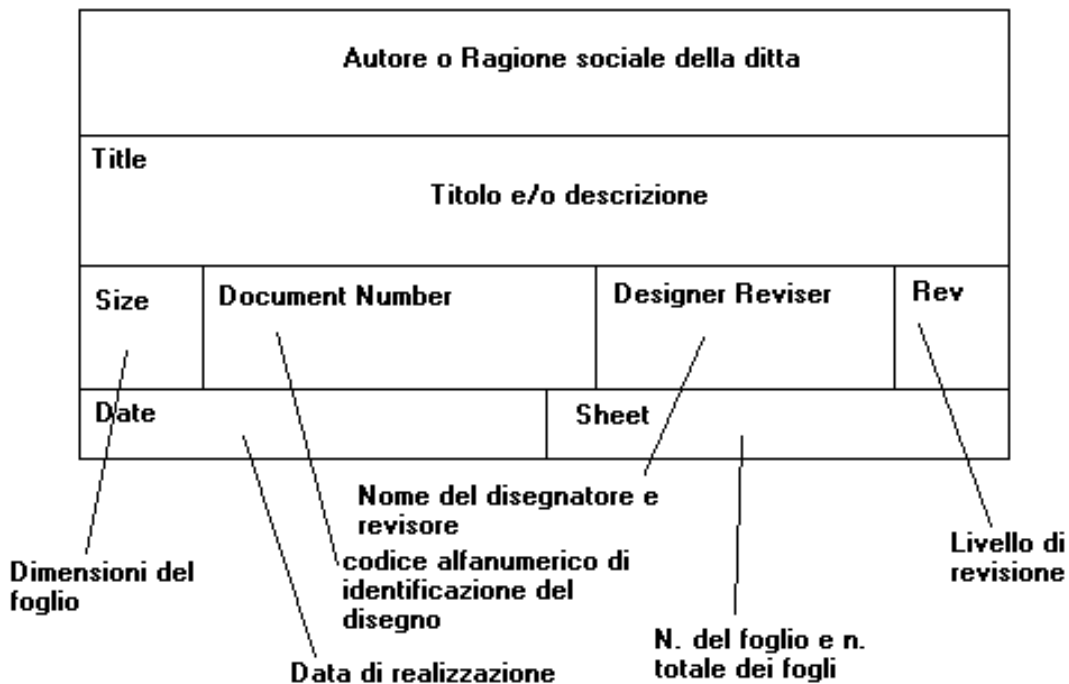 Autore o Ragione sociale della ditta
Title
Titolo e/o descrizione
Size
Document Number
Designer Reviser
Rev
Date
Sheet
Nome del disegnatore e
revisore
Dimensioni del
foglio
codice alfanumerico di
identificazione del
disegno
Livello di
revisione
Data di realizzazione
N. del foglio e n.
totale dei fogli